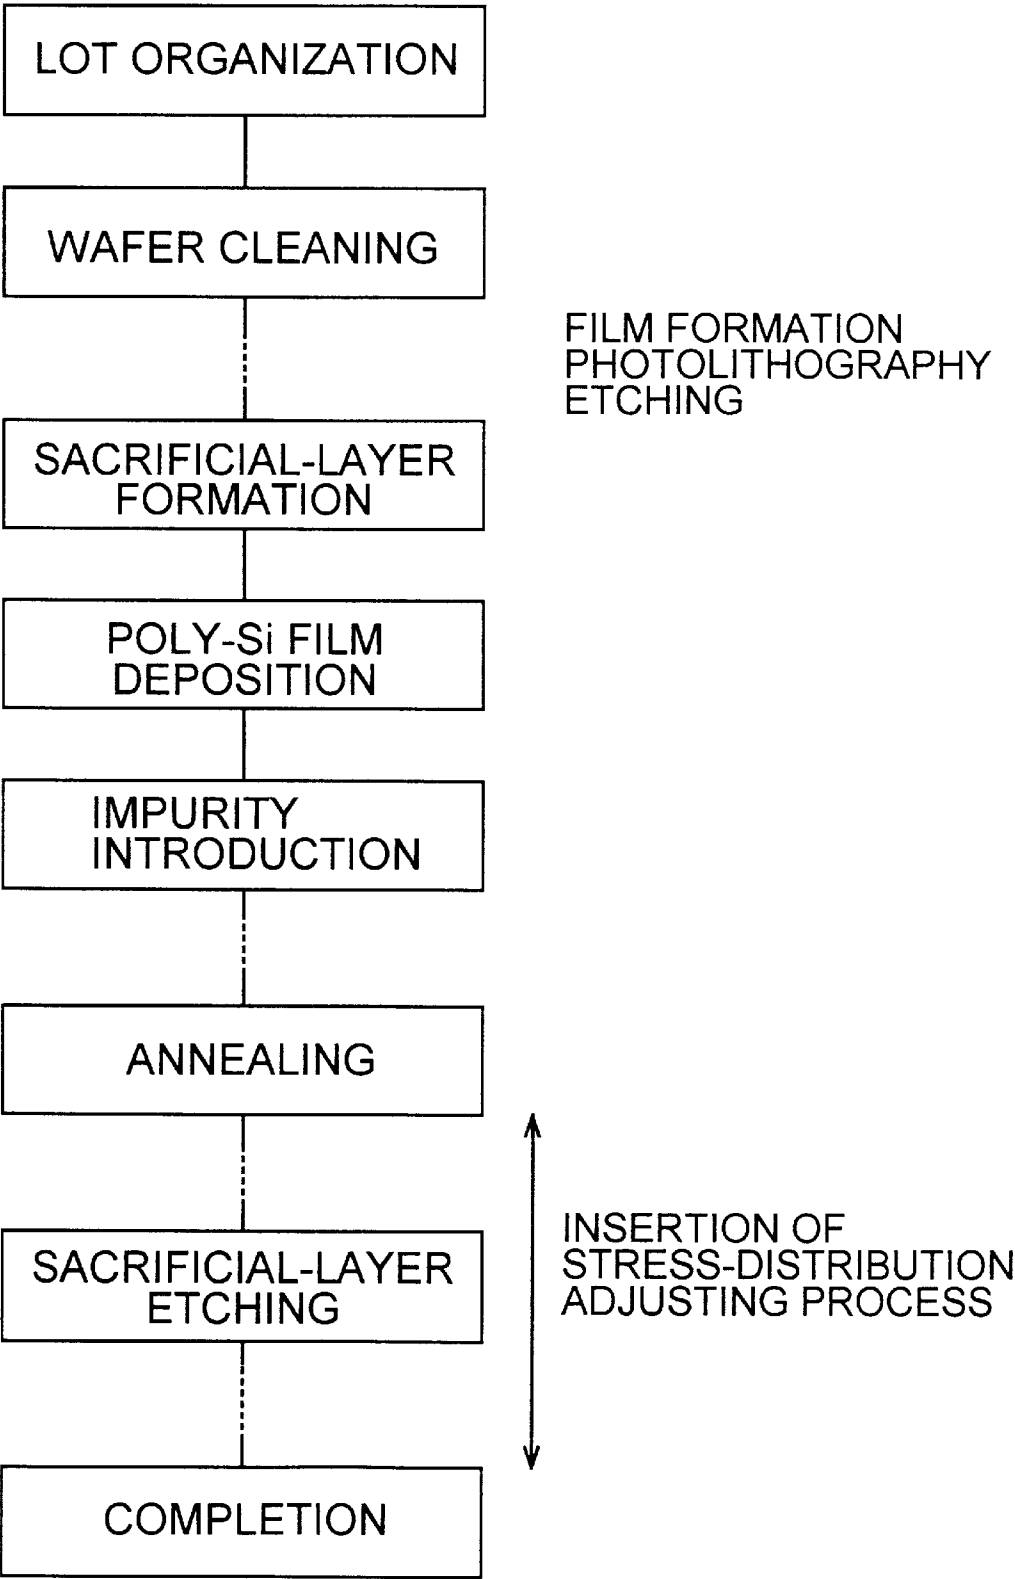 LOT ORGANIZATION
WAFER CLEANING
FILM FORMATION
PHOTOLITHOGRAPHY
ETCHING
SACRIFICIAL-LAYER
FORMATION
POLY-Si FILM
DEPOSITION
IMPURITY
INTRODUCTION
ANNEALING
INSERTION OF
STRESS-DISTRIBUTION
ADJUSTING PROCESS
SACRIFICIAL-LAYER
ETCHING
COMPLETION